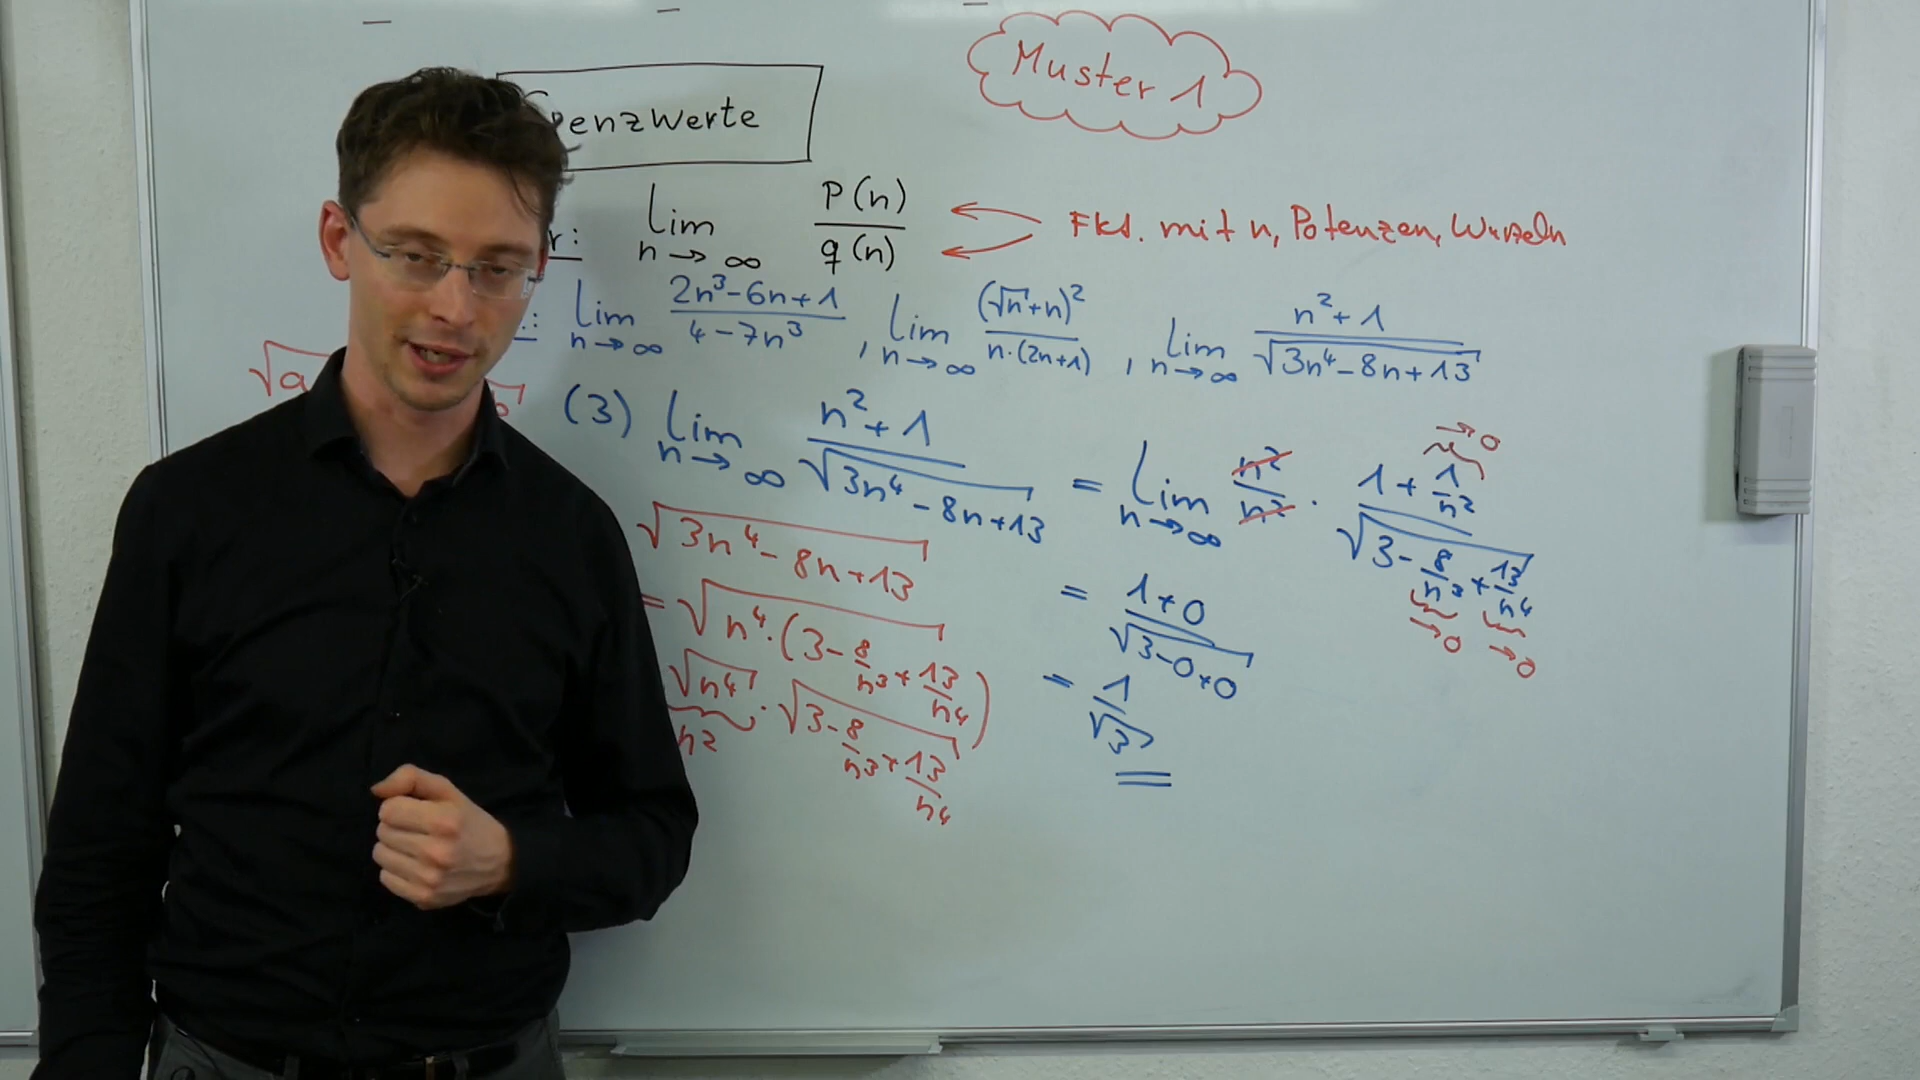 Muster 1
enzwerte
r: lim n→∞ p(n)/q(n) Fkt. mit n, Potenzen, Wurzeln
.: lim n→∞ (2n³-6n+1)/(4-7n³) , lim n→∞ (√n+n)²/(n·(2n+1)) , lim n→∞ (n²+1)/√(3n⁴-8n+13)
√a
(3) lim n→∞ (n²+1)/√(3n⁴-8n+13) = lim n→∞ n²/n² · (1+1/n²)/√(3-8/n³+13/n⁴)
→0
→0 →0
√(3n⁴-8n+13)
= √(n⁴·(3-8/n³+13/n⁴))
√n⁴ · √(3-8/n³+13/n⁴)
n²
= (1+0)/√(3-0+0)
= 1/√3